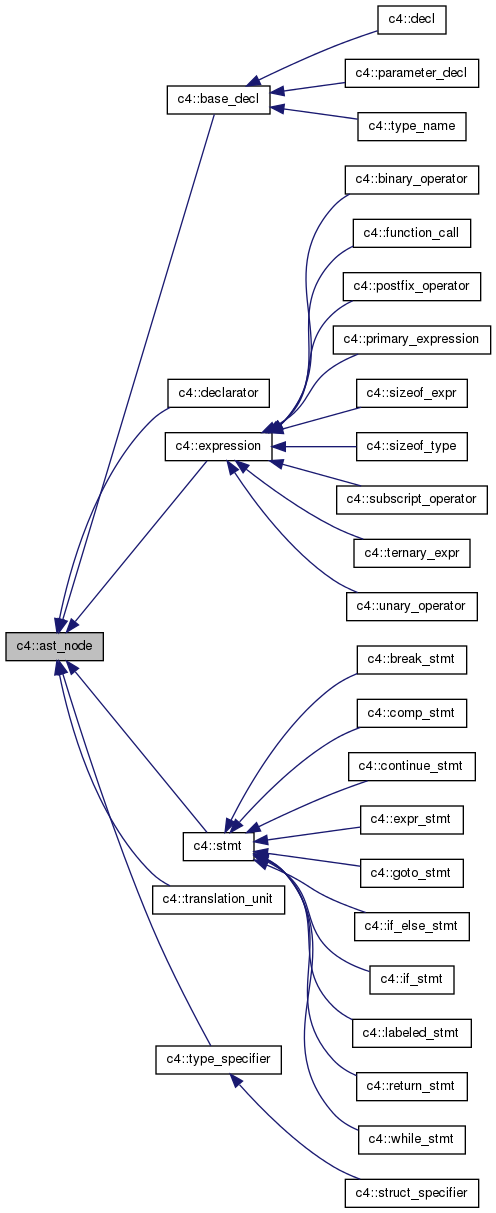 c4::decl
c4::parameter_decl
c4::base_decl
c4::type_name
c4::binary_operator
c4::function_call
c4::postfix_operator
c4::primary_expression
c4::declarator
c4::sizeof_expr
c4::expression
c4::sizeof_type
c4::subscript_operator
c4::ternary_expr
c4::unary_operator
c4::ast_node
c4::break_stmt
c4::comp_stmt
c4::continue_stmt
c4::expr_stmt
c4::stmt
c4::goto_stmt
c4::translation_unit
c4::if_else_stmt
c4::if_stmt
c4::labeled_stmt
c4::type_specifier
c4::return_stmt
c4::while_stmt
c4::struct_specifier